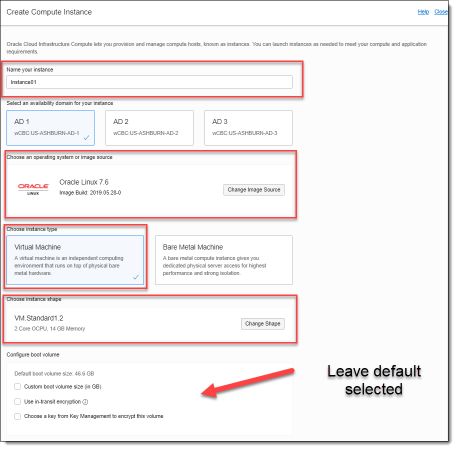 Create Compute Instance
Help Close
Oracle Cloud Infrastructure Compute lets you provision and manage compute hosts, known as instances. You can launch instances as needed to meet your compute and application
requirements.
Name your instance
Instance01
Select an availability domain for your instance
AD 1
wCBC:US-ASHBURN-AD-1
AD 2
wCBC:US-ASHBURN-AD-2
AD 3
wCBC:US-ASHBURN-AD-3
Choose an operating system or image source
ORACLE
LINUX
Oracle Linux 7.6
Image Build: 2019.05.28-0
Change Image Source
Choose instance type
Virtual Machine
A virtual machine is an independent computing
environment that runs on top of physical bare
metal hardware.
Bare Metal Machine
A bare metal compute instance gives you
dedicated physical server access for highest
performance and strong isolation.
Choose instance shape
VM.Standard1.2
2 Core OCPU, 14 GB Memory
Change Shape
Configure boot volume
Default boot volume size: 46.6 GB
Custom boot volume size (in GB)
Use in-transit encryption
Choose a key from Key Management to encrypt this volume
Leave default
selected